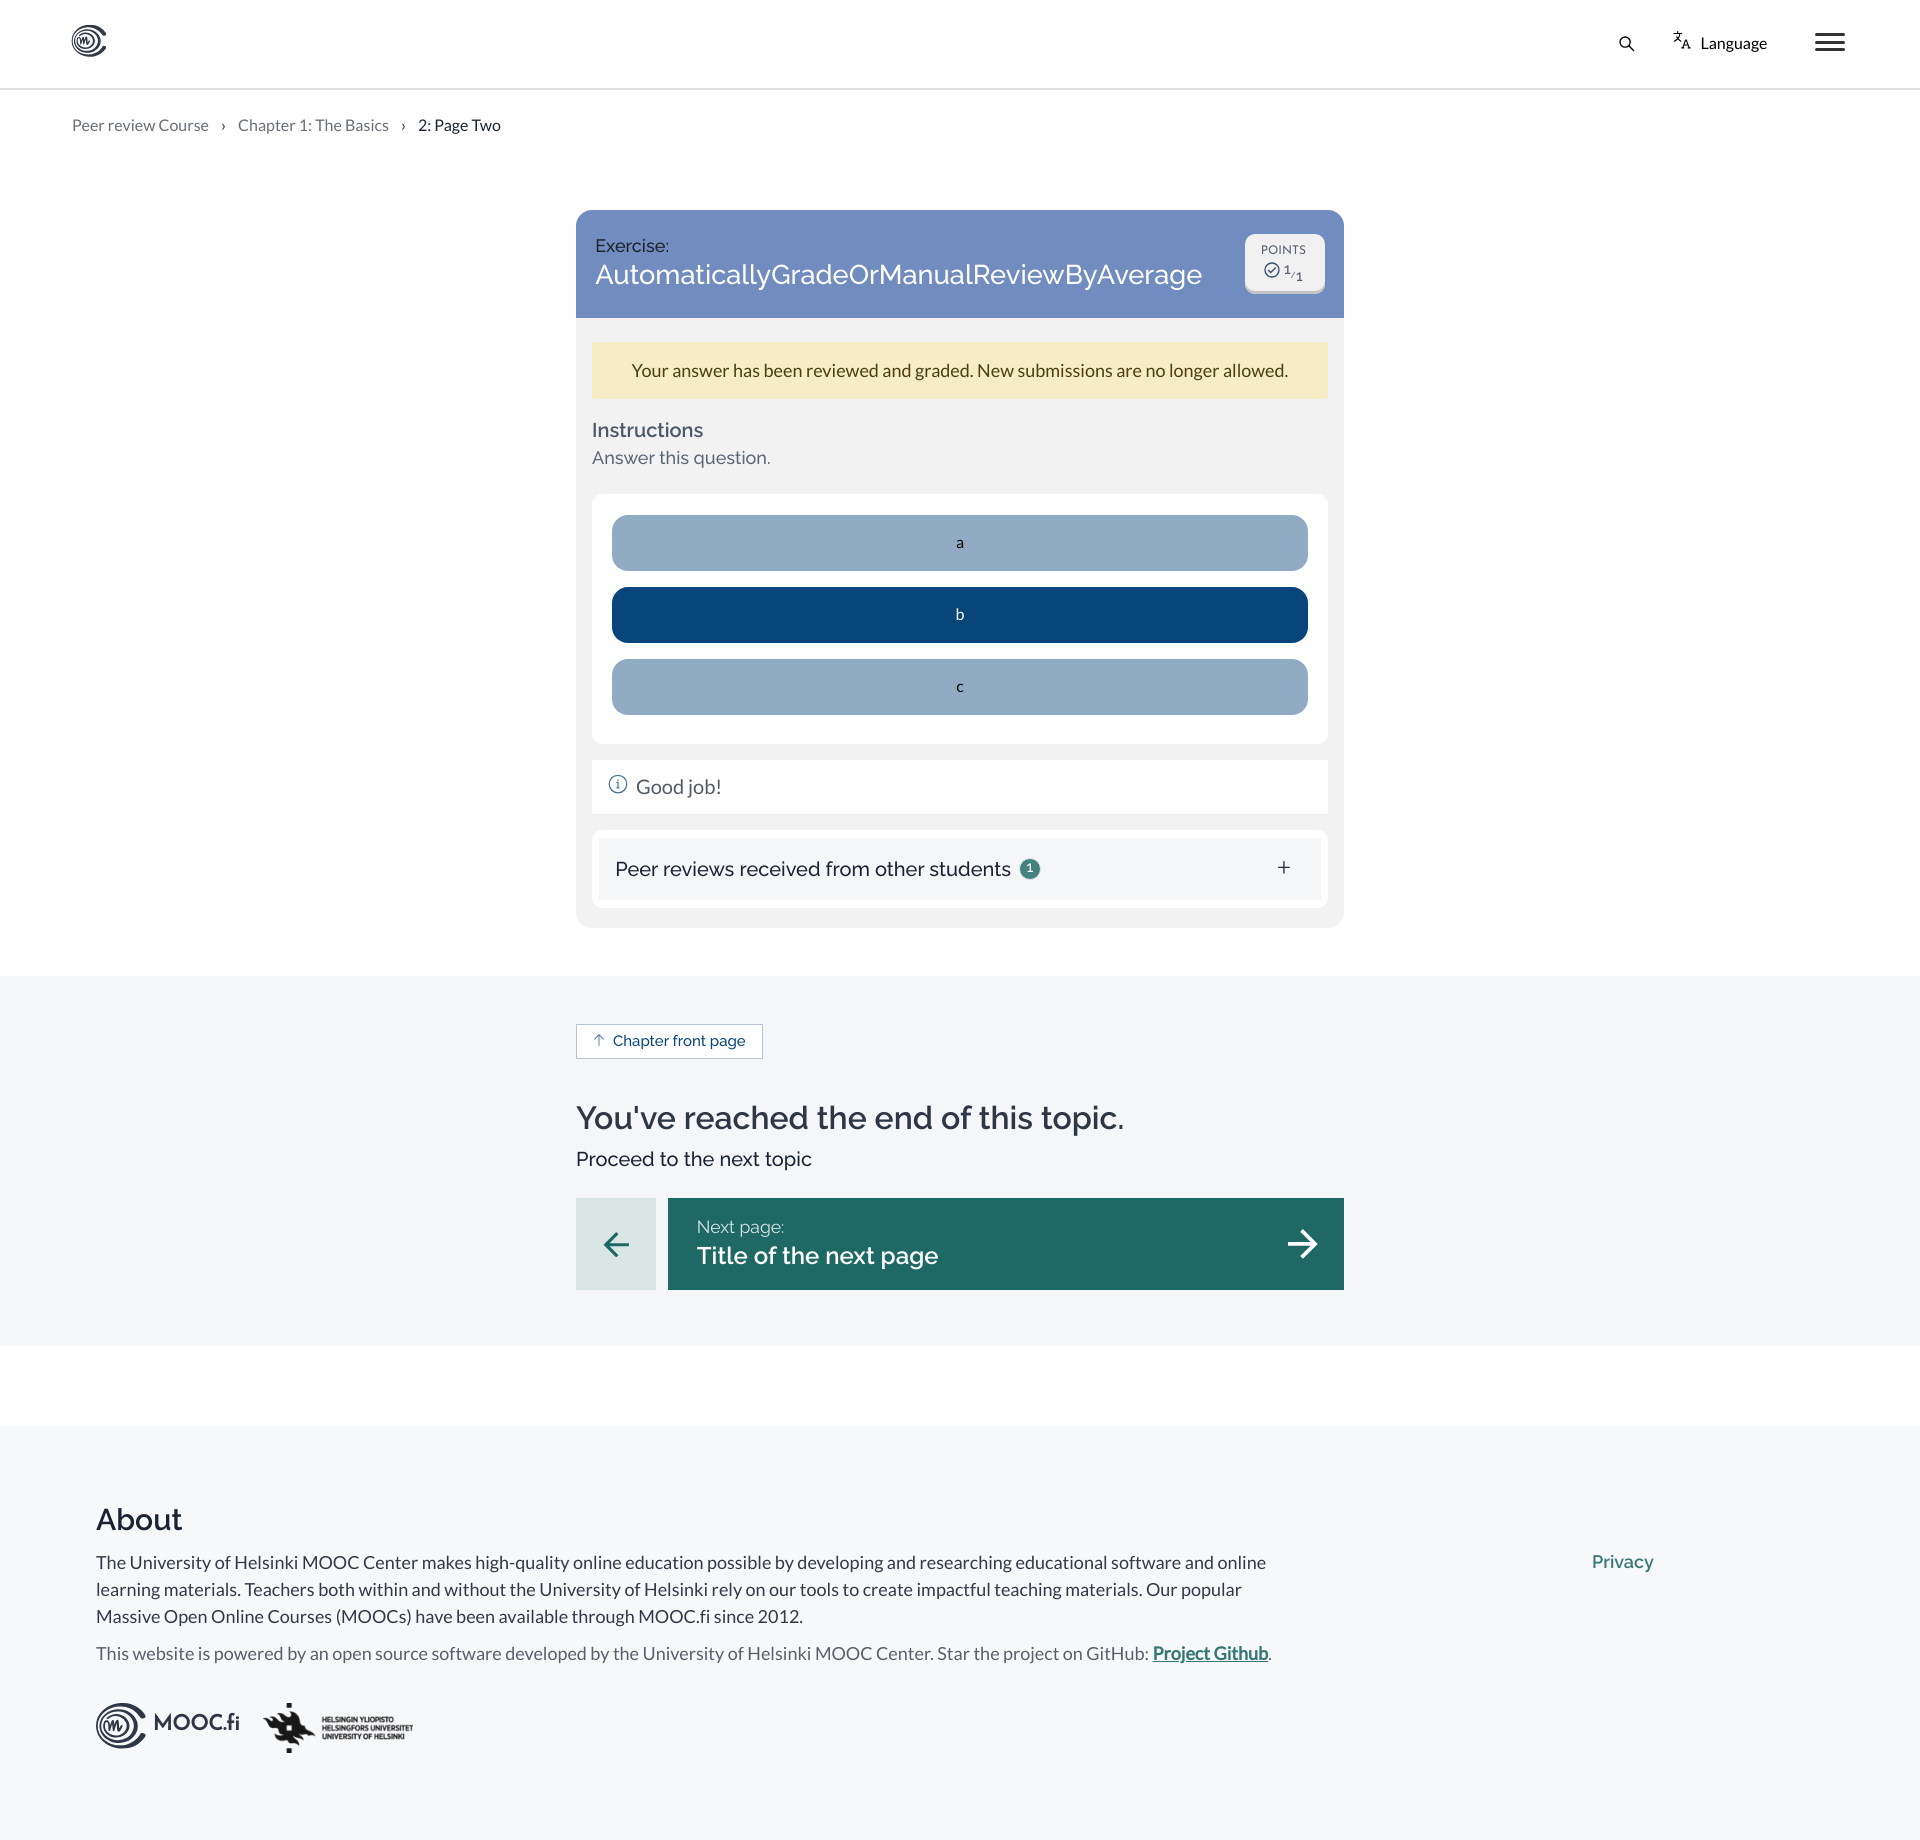 Language
Peer review Course › Chapter 1: The Basics › 2: Page Two
Exercise:
AutomaticallyGradeOrManualReviewByAverage
POINTS
1/1
Your answer has been reviewed and graded. New submissions are no longer allowed.
Instructions
Answer this question.
a
b
c
Good job!
Peer reviews received from other students 1
Chapter front page
You've reached the end of this topic.
Proceed to the next topic
Next page:
Title of the next page
About
The University of Helsinki MOOC Center makes high-quality online education possible by developing and researching educational software and online
learning materials. Teachers both within and without the University of Helsinki rely on our tools to create impactful teaching materials. Our popular
Massive Open Online Courses (MOOCs) have been available through MOOC.fi since 2012.
This website is powered by an open source software developed by the University of Helsinki MOOC Center. Star the project on GitHub: Project Github.
Privacy
MOOC.fi
HELSINGIN YLIOPISTO
HELSINGFORS UNIVERSITET
UNIVERSITY OF HELSINKI